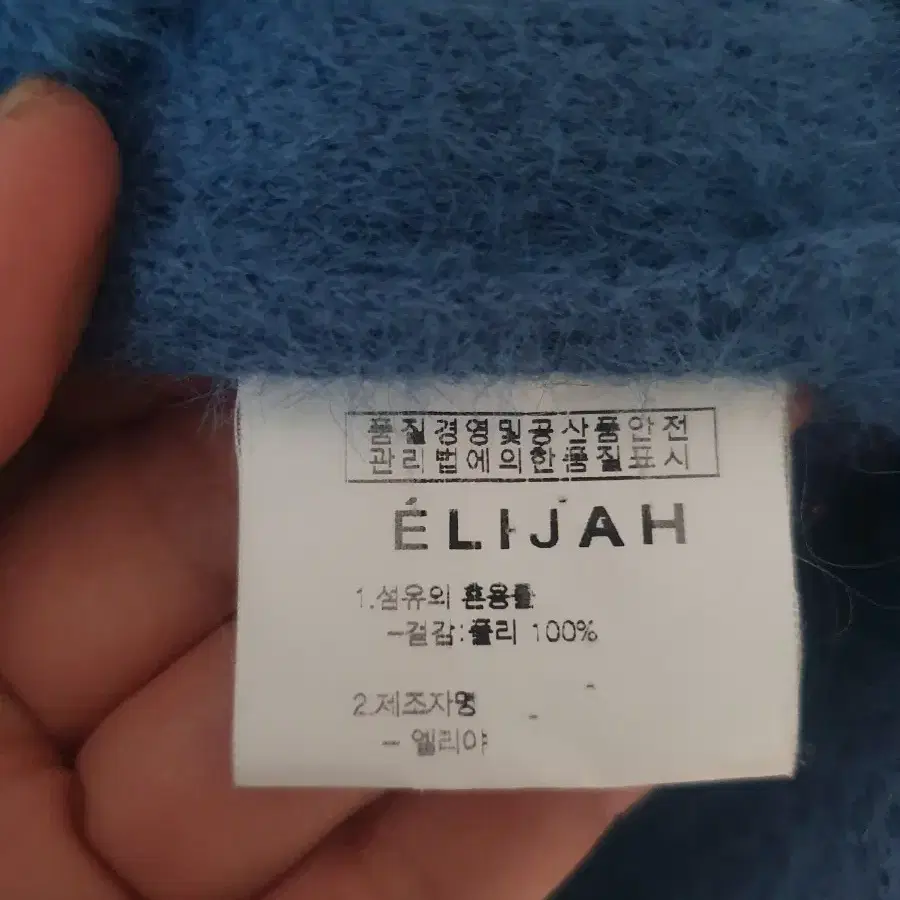 품질경영및공산품안전
관리법에의한품질표시
ÉLIJAH
1.섬유의 혼용률
-겉감:폴리 100%
2.제조자명
- 엘리야